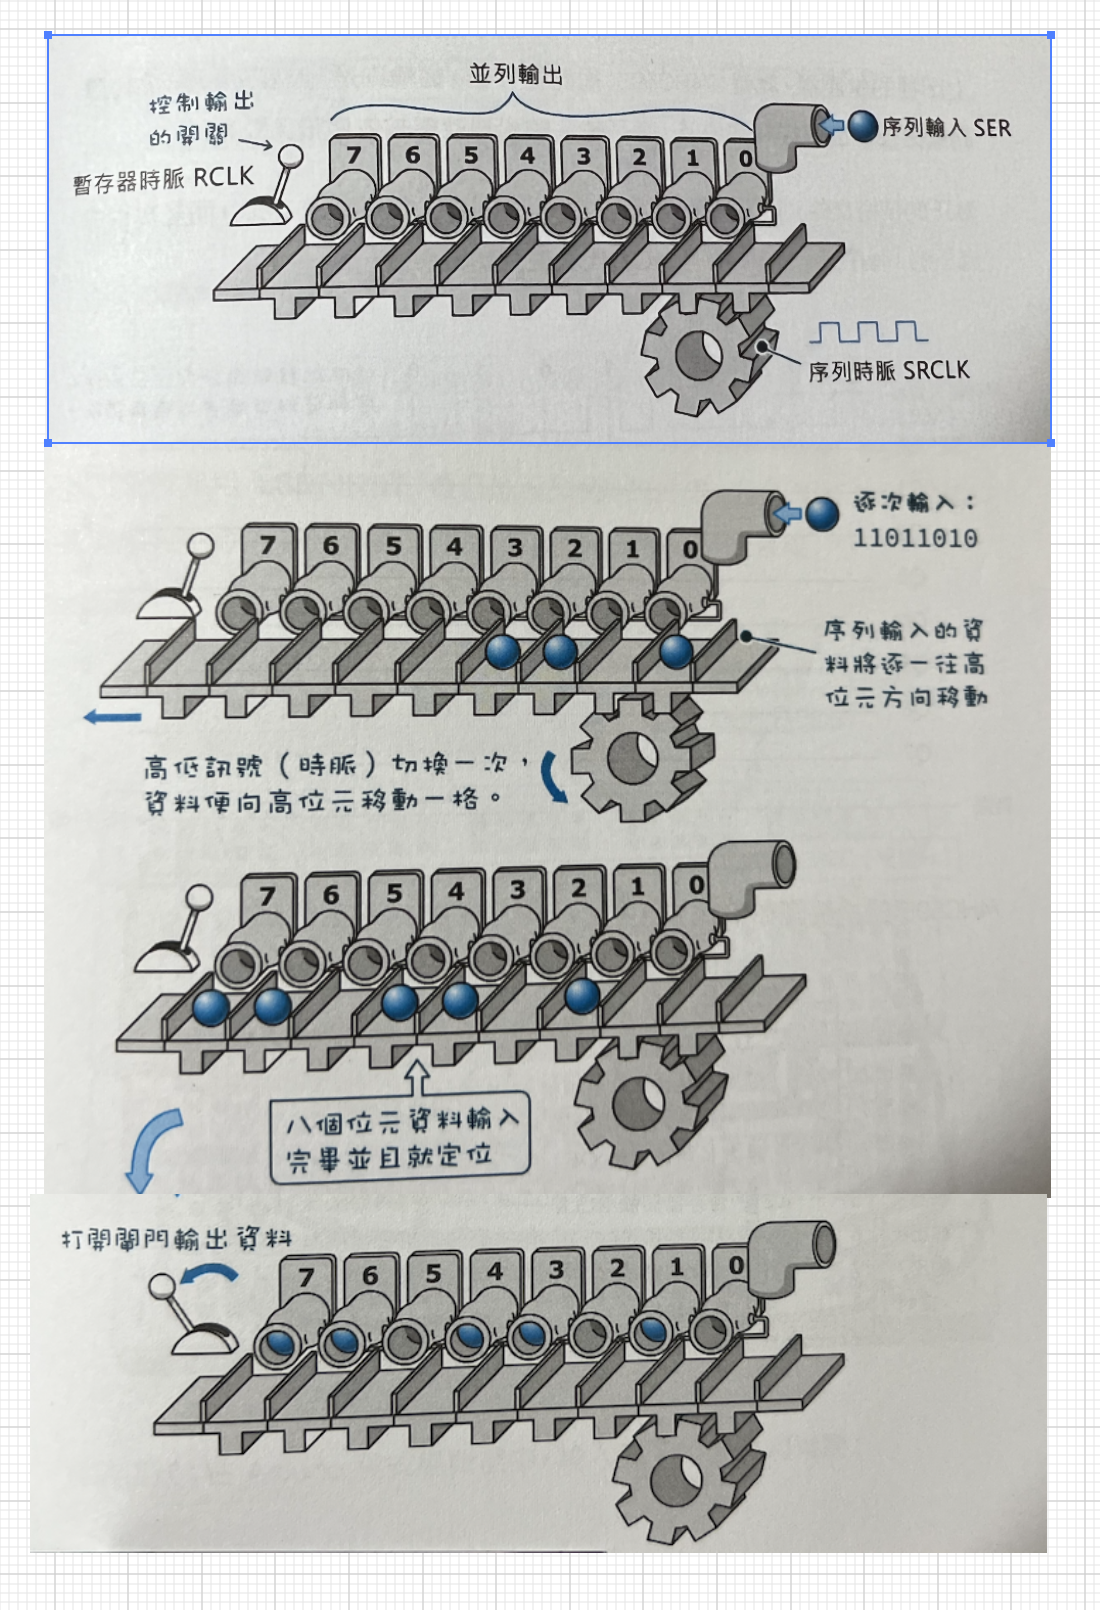 並列輸出
控制輸出
的開關
暫存器時脈 RCLK
7 6 5 4 3 2 1 0
序列輸入 SER
序列時脈 SRCLK
逐次輸入：
11011010
7 6 5 4 3 2 1 0
序列輸入的資
料將逐一往高
位元方向移動
高低訊號（時脈）切換一次，
資料便向高位元移動一格。
7 6 5 4 3 2 1 0
八個位元資料輸入
完畢並且就定位
打開閘門輸出資料
7 6 5 4 3 2 1 0